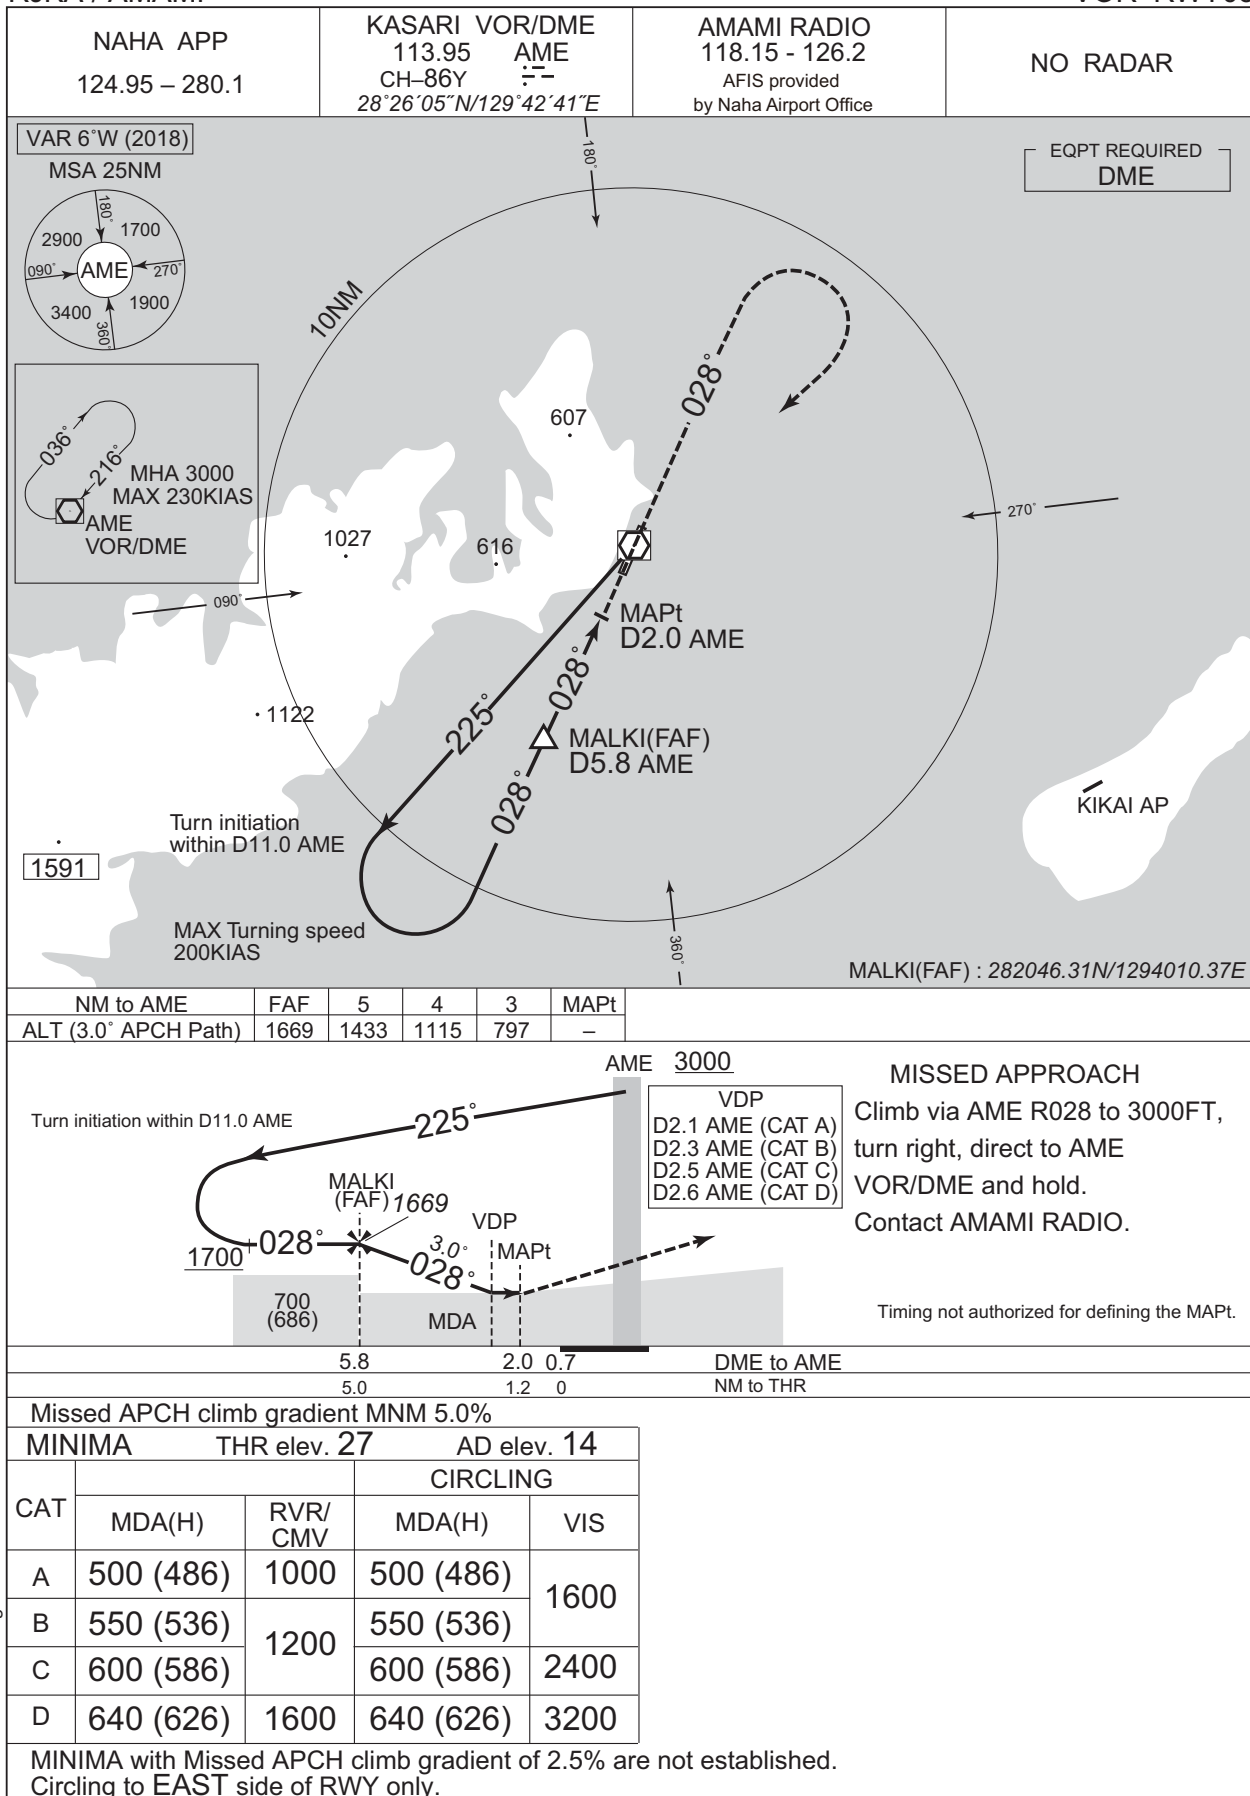 NAHA APP
124.95 – 280.1
KASARI VOR/DME
113.95 AME
CH–86Y
28˚26´05˝N/129˚42´41˝E
AMAMI RADIO
118.15 - 126.2
AFIS provided
by Naha Airport Office
NO RADAR
VAR 6˚W (2018)
MSA 25NM
180˚
2900
1700
090˚
AME
270˚
3400
1900
360˚
EQPT REQUIRED
DME
180˚
10NM
028˚
607
036˚
216˚
MHA 3000
MAX 230KIAS
AME
VOR/DME
1027
616
270˚
090˚
MAPt
D2.0 AME
028˚
1122
225˚
MALKI(FAF)
D5.8 AME
028˚
KIKAI AP
Turn initiation
within D11.0 AME
1591
MAX Turning speed
200KIAS
360˚
MALKI(FAF) : 282046.31N/1294010.37E
NM to AME FAF 5 4 3 MAPt
ALT (3.0˚ APCH Path) 1669 1433 1115 797 –
AME 3000
Turn initiation within D11.0 AME
225˚
VDP
D2.1 AME (CAT A)
D2.3 AME (CAT B)
D2.5 AME (CAT C)
D2.6 AME (CAT D)
MISSED APPROACH
Climb via AME R028 to 3000FT,
turn right, direct to AME
VOR/DME and hold.
Contact AMAMI RADIO.
MALKI
(FAF) 1669
VDP
MAPt
1700
028˚
3.0˚
028˚
700
(686)
MDA
Timing not authorized for defining the MAPt.
5.8 2.0 0.7 DME to AME
5.0 1.2 0 NM to THR
Missed APCH climb gradient MNM 5.0%
MINIMA THR elev. 27 AD elev. 14
CIRCLING
CAT MDA(H) RVR/
CMV MDA(H) VIS
A 500 (486) 1000 500 (486) 1600
B 550 (536) 1200 550 (536)
C 600 (586) 600 (586) 2400
D 640 (626) 1600 640 (626) 3200
MINIMA with Missed APCH climb gradient of 2.5% are not established.
Circling to EAST side of RWY only.